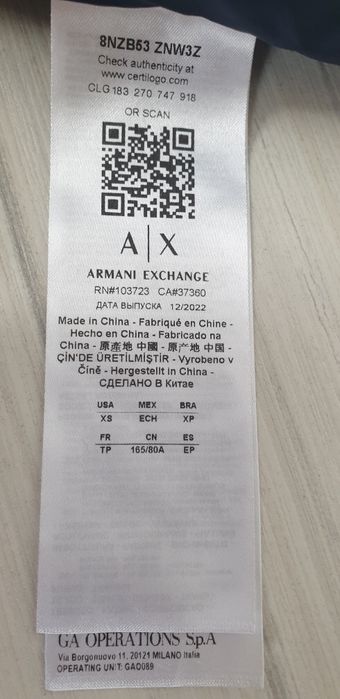 8NZB53 ZNW3Z
Check authenticity at
www.certilogo.com
CLG 183 270 747 918
OR SCAN
A|X
ARMANI EXCHANGE
RN#103723 CA#37360
ДАТА ВЫПУСКА 12/2022
Made in China - Fabriqué en Chine -
Hecho en China - Fabricado na
China - 原產地 中國 - 原产地 中国 -
ÇİN'DE ÜRETİLMİŞTİR - Vyrobeno v
Číně - Hergestellt in China -
СДЕЛАНО В Китае
USA MEX BRA
XS ECH XP
FR CN ES
TP 165/80A EP
GA OPERATIONS S.p.A
Via Borgonuovo 11, 20121 MILANO Italia
OPERATING UNIT: GAO089